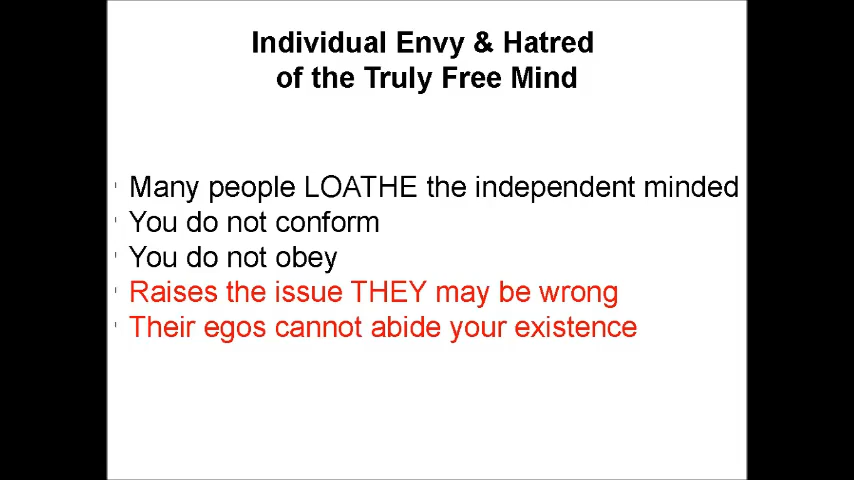 Individual Envy & Hatred
of the Truly Free Mind
Many people LOATHE the independent minded
You do not conform
You do not obey
Raises the issue THEY may be wrong
Their egos cannot abide your existence